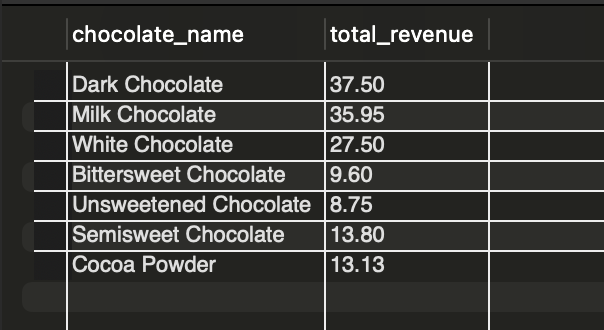 chocolate_name total_revenue
Dark Chocolate 37.50
Milk Chocolate 35.95
White Chocolate 27.50
Bittersweet Chocolate 9.60
Unsweetened Chocolate 8.75
Semisweet Chocolate 13.80
Cocoa Powder 13.13